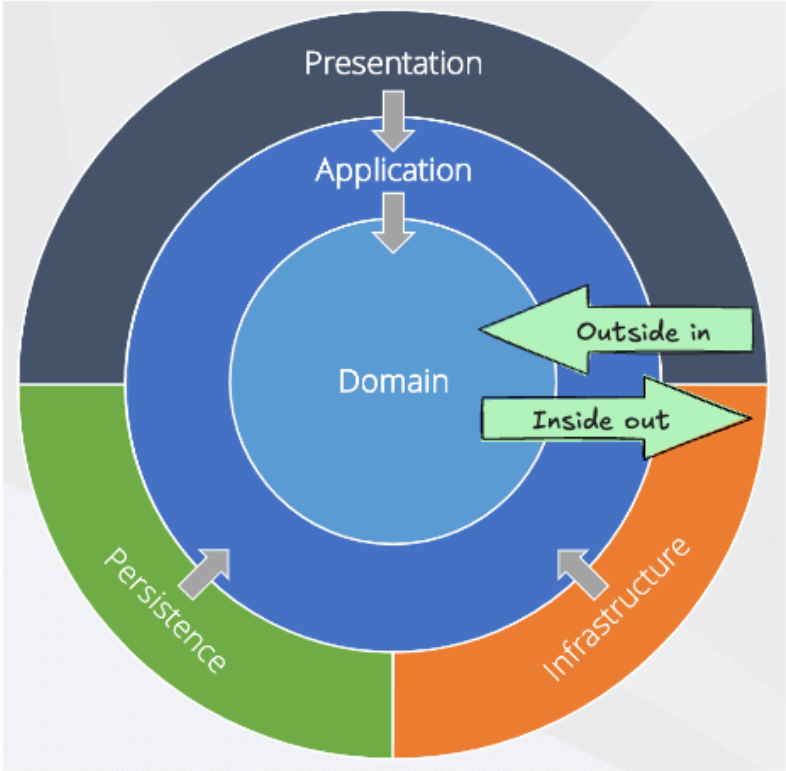 Presentation
Application
Outside in
Domain
Inside out
Persistence
Infrastructure